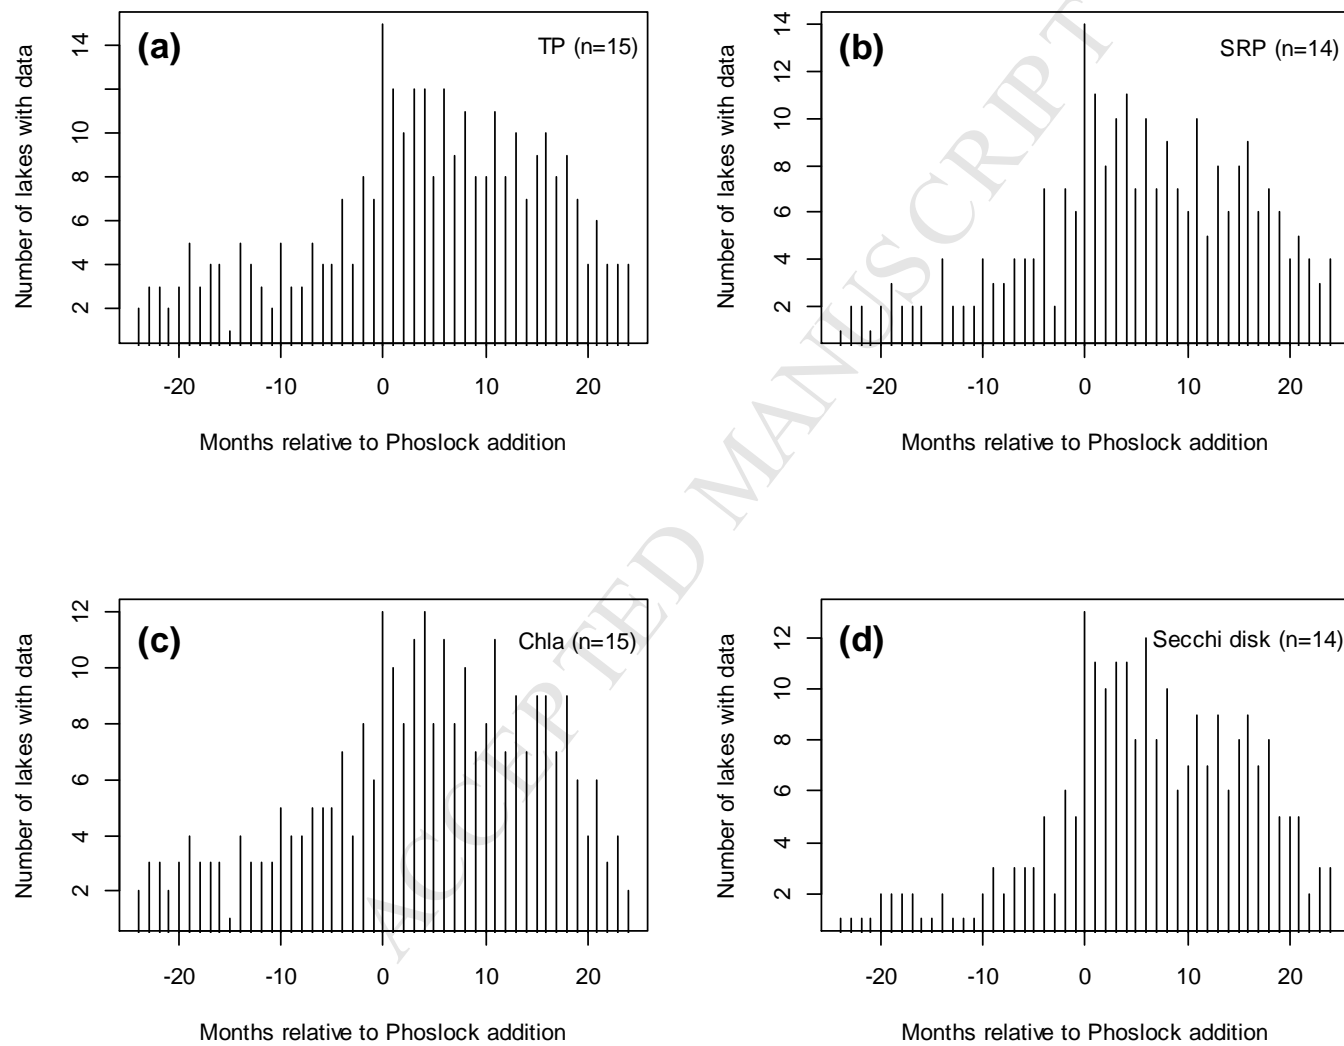 (a)
TP (n=15)
Number of lakes with data
14
10
8
6
4
2
-20 -10 0 10 20
Months relative to Phoslock addition
(b)
SRP (n=14)
Number of lakes with data
14
12
10
8
6
4
2
-20 -10 0 10 20
Months relative to Phoslock addition
(c)
Chla (n=15)
Number of lakes with data
12
10
8
6
4
2
-20 -10 0 10 20
Months relative to Phoslock addition
(d)
Secchi disk (n=14)
Number of lakes with data
12
10
8
6
4
2
-20 -10 0 10 20
Months relative to Phoslock addition
ACCEPTED MANUSCRIPT